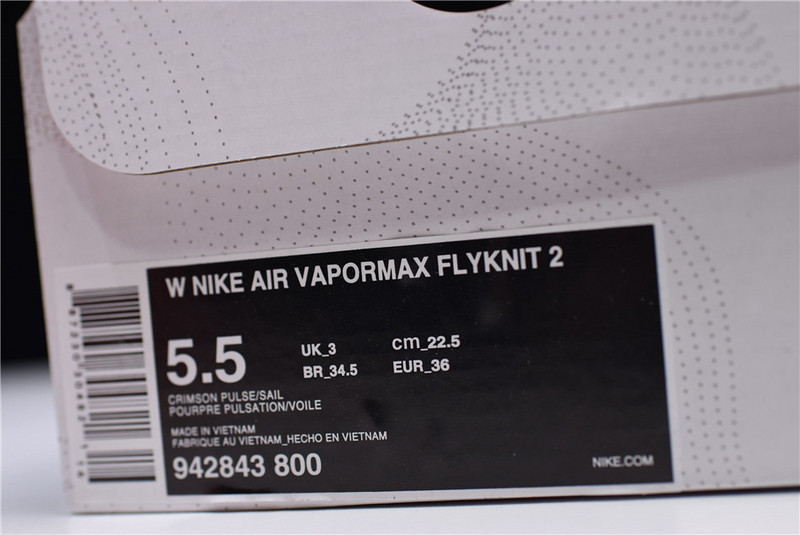 W NIKE AIR VAPORMAX FLYKNIT 2
5.5
UK_3 cm_22.5
BR_34.5 EUR_36
CRIMSON PULSE/SAIL
POURPRE PULSATION/VOILE
MADE IN VIETNAM
FABRIQUE AU VIETNAM_HECHO EN VIETNAM
942843 800
NIKE.COM